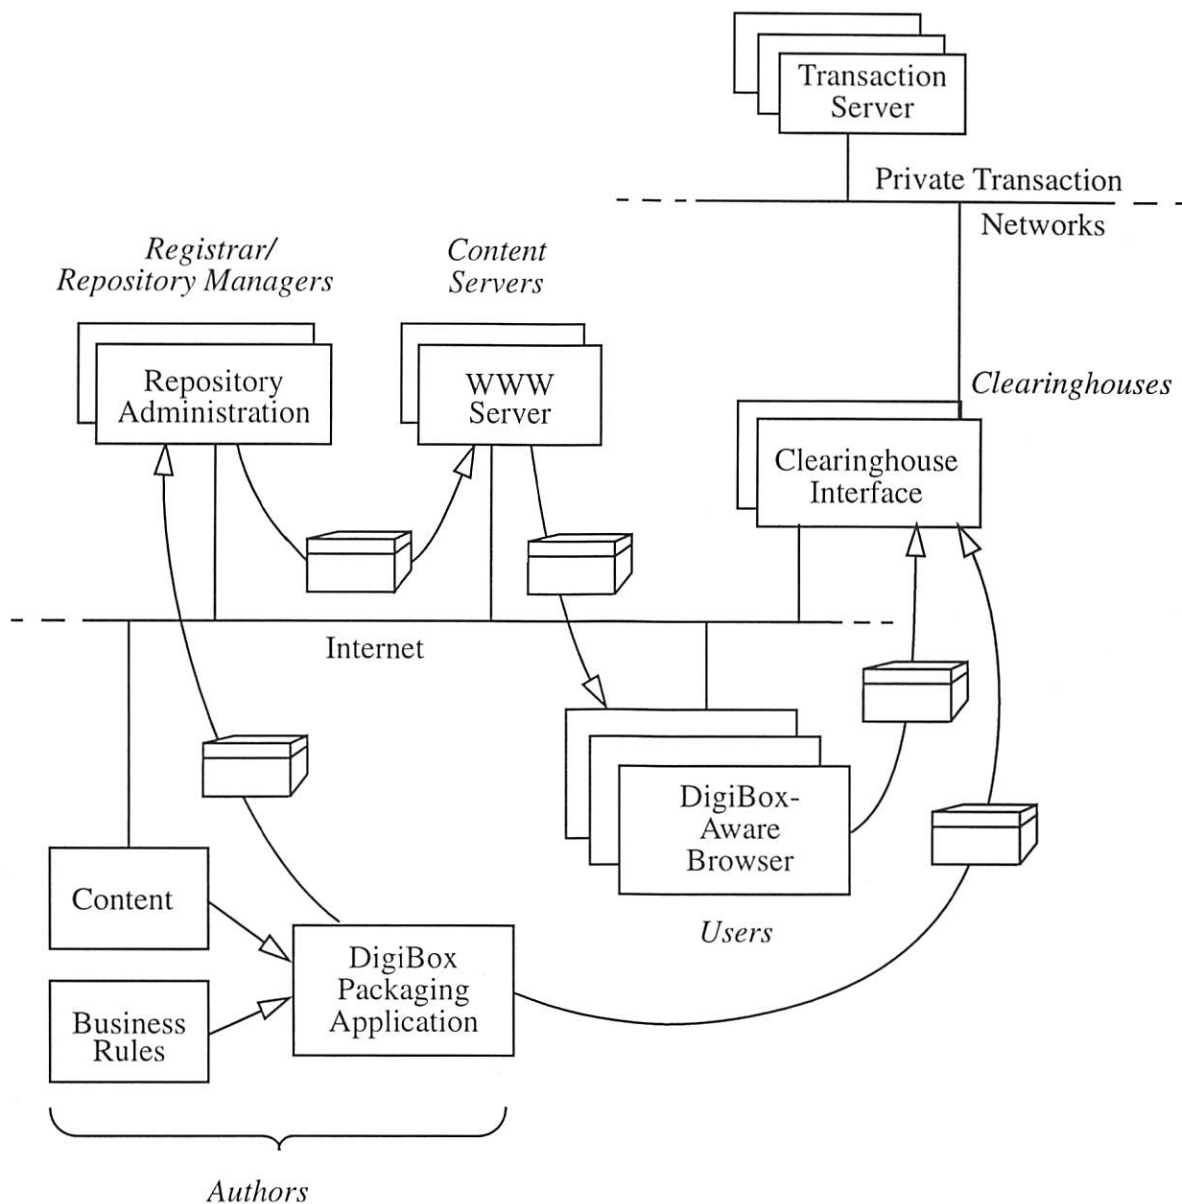 Transaction
Server
Private Transaction
Networks
Registrar/
Repository Managers
Content
Servers
Repository
Administration
WWW
Server
Clearinghouses
Clearinghouse
Interface
Internet
DigiBox-
Aware
Browser
Users
Content
Business
Rules
DigiBox
Packaging
Application
Authors